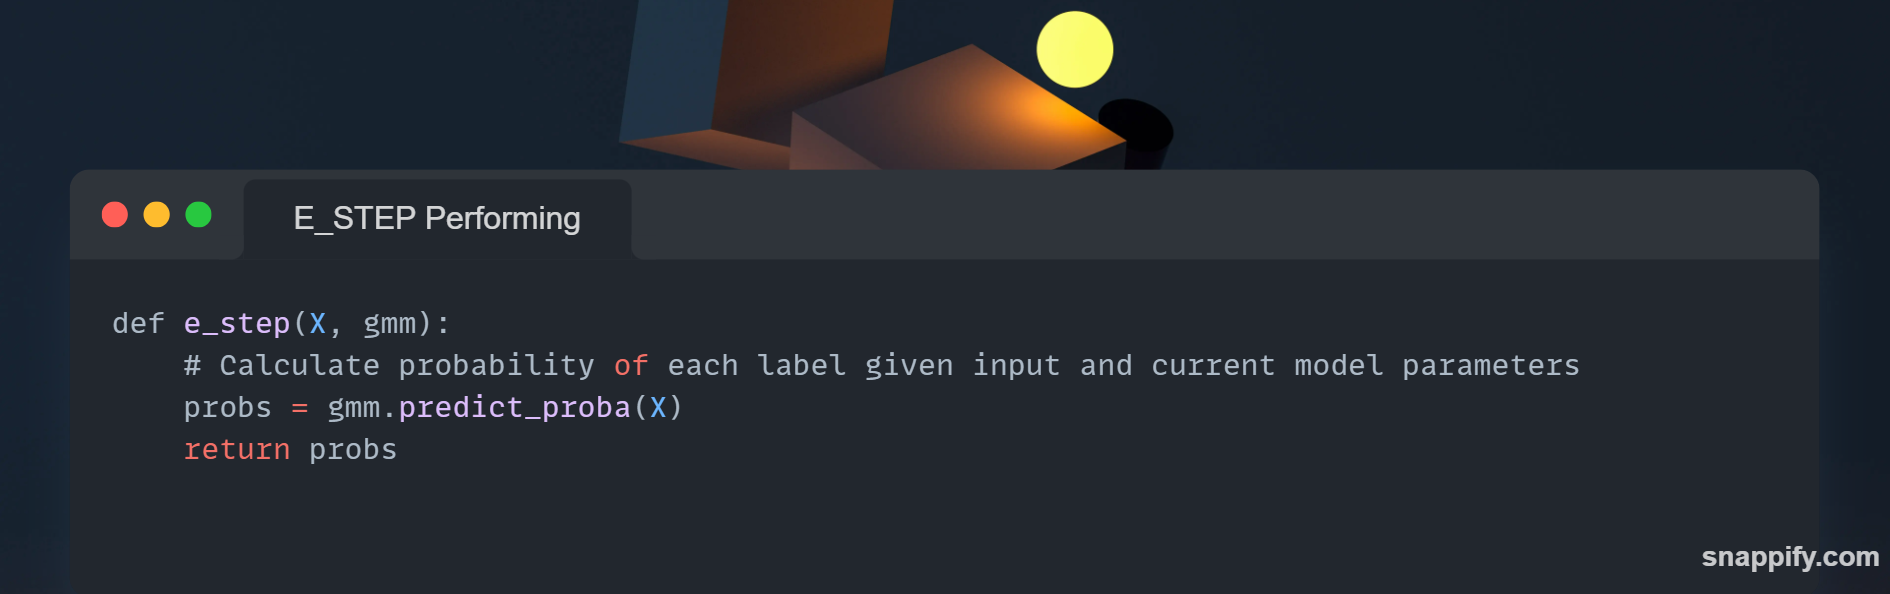 E_STEP Performing
def e_step(X, gmm):
    # Calculate probability of each label given input and current model parameters
    probs = gmm.predict_proba(X)
    return probs
snappify.com